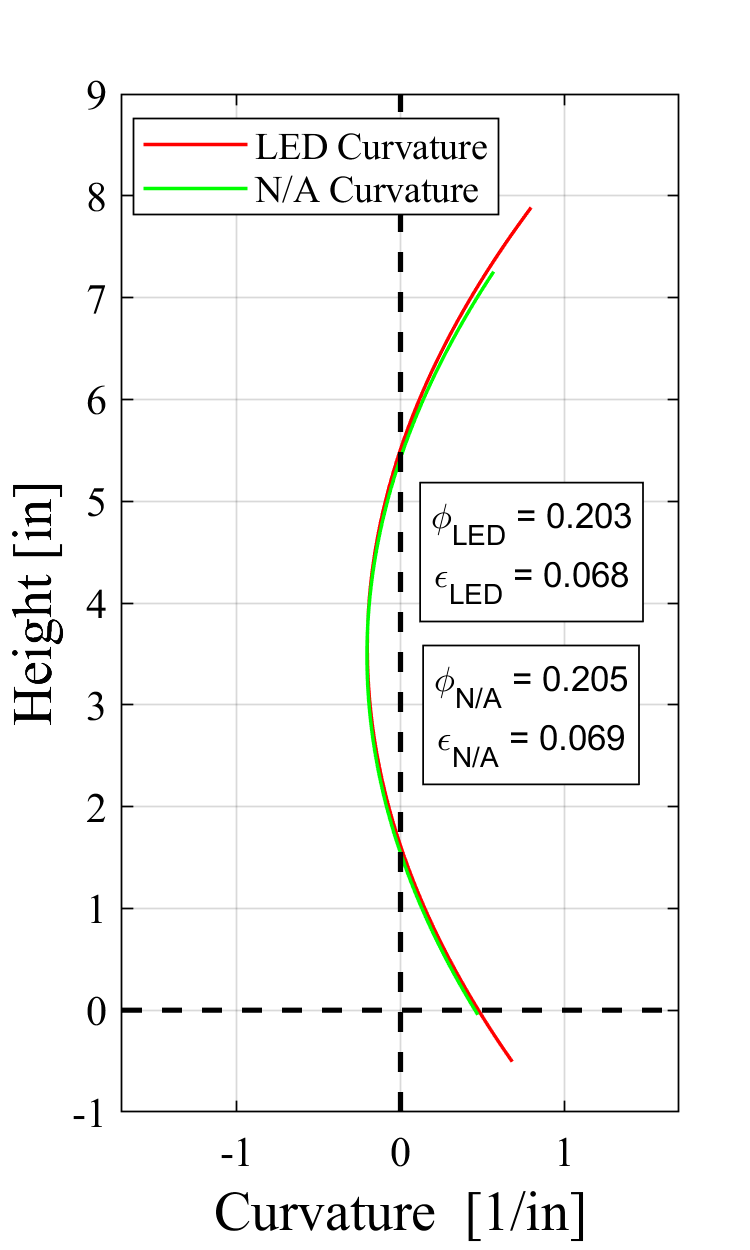 9
8
7
6
5
4
3
2
1
0
-1
Height [in]
LED Curvature
N/A Curvature
ϕLED = 0.203
ϵLED = 0.068
ϕN/A = 0.205
ϵN/A = 0.069
-1 0 1
Curvature [1/in]